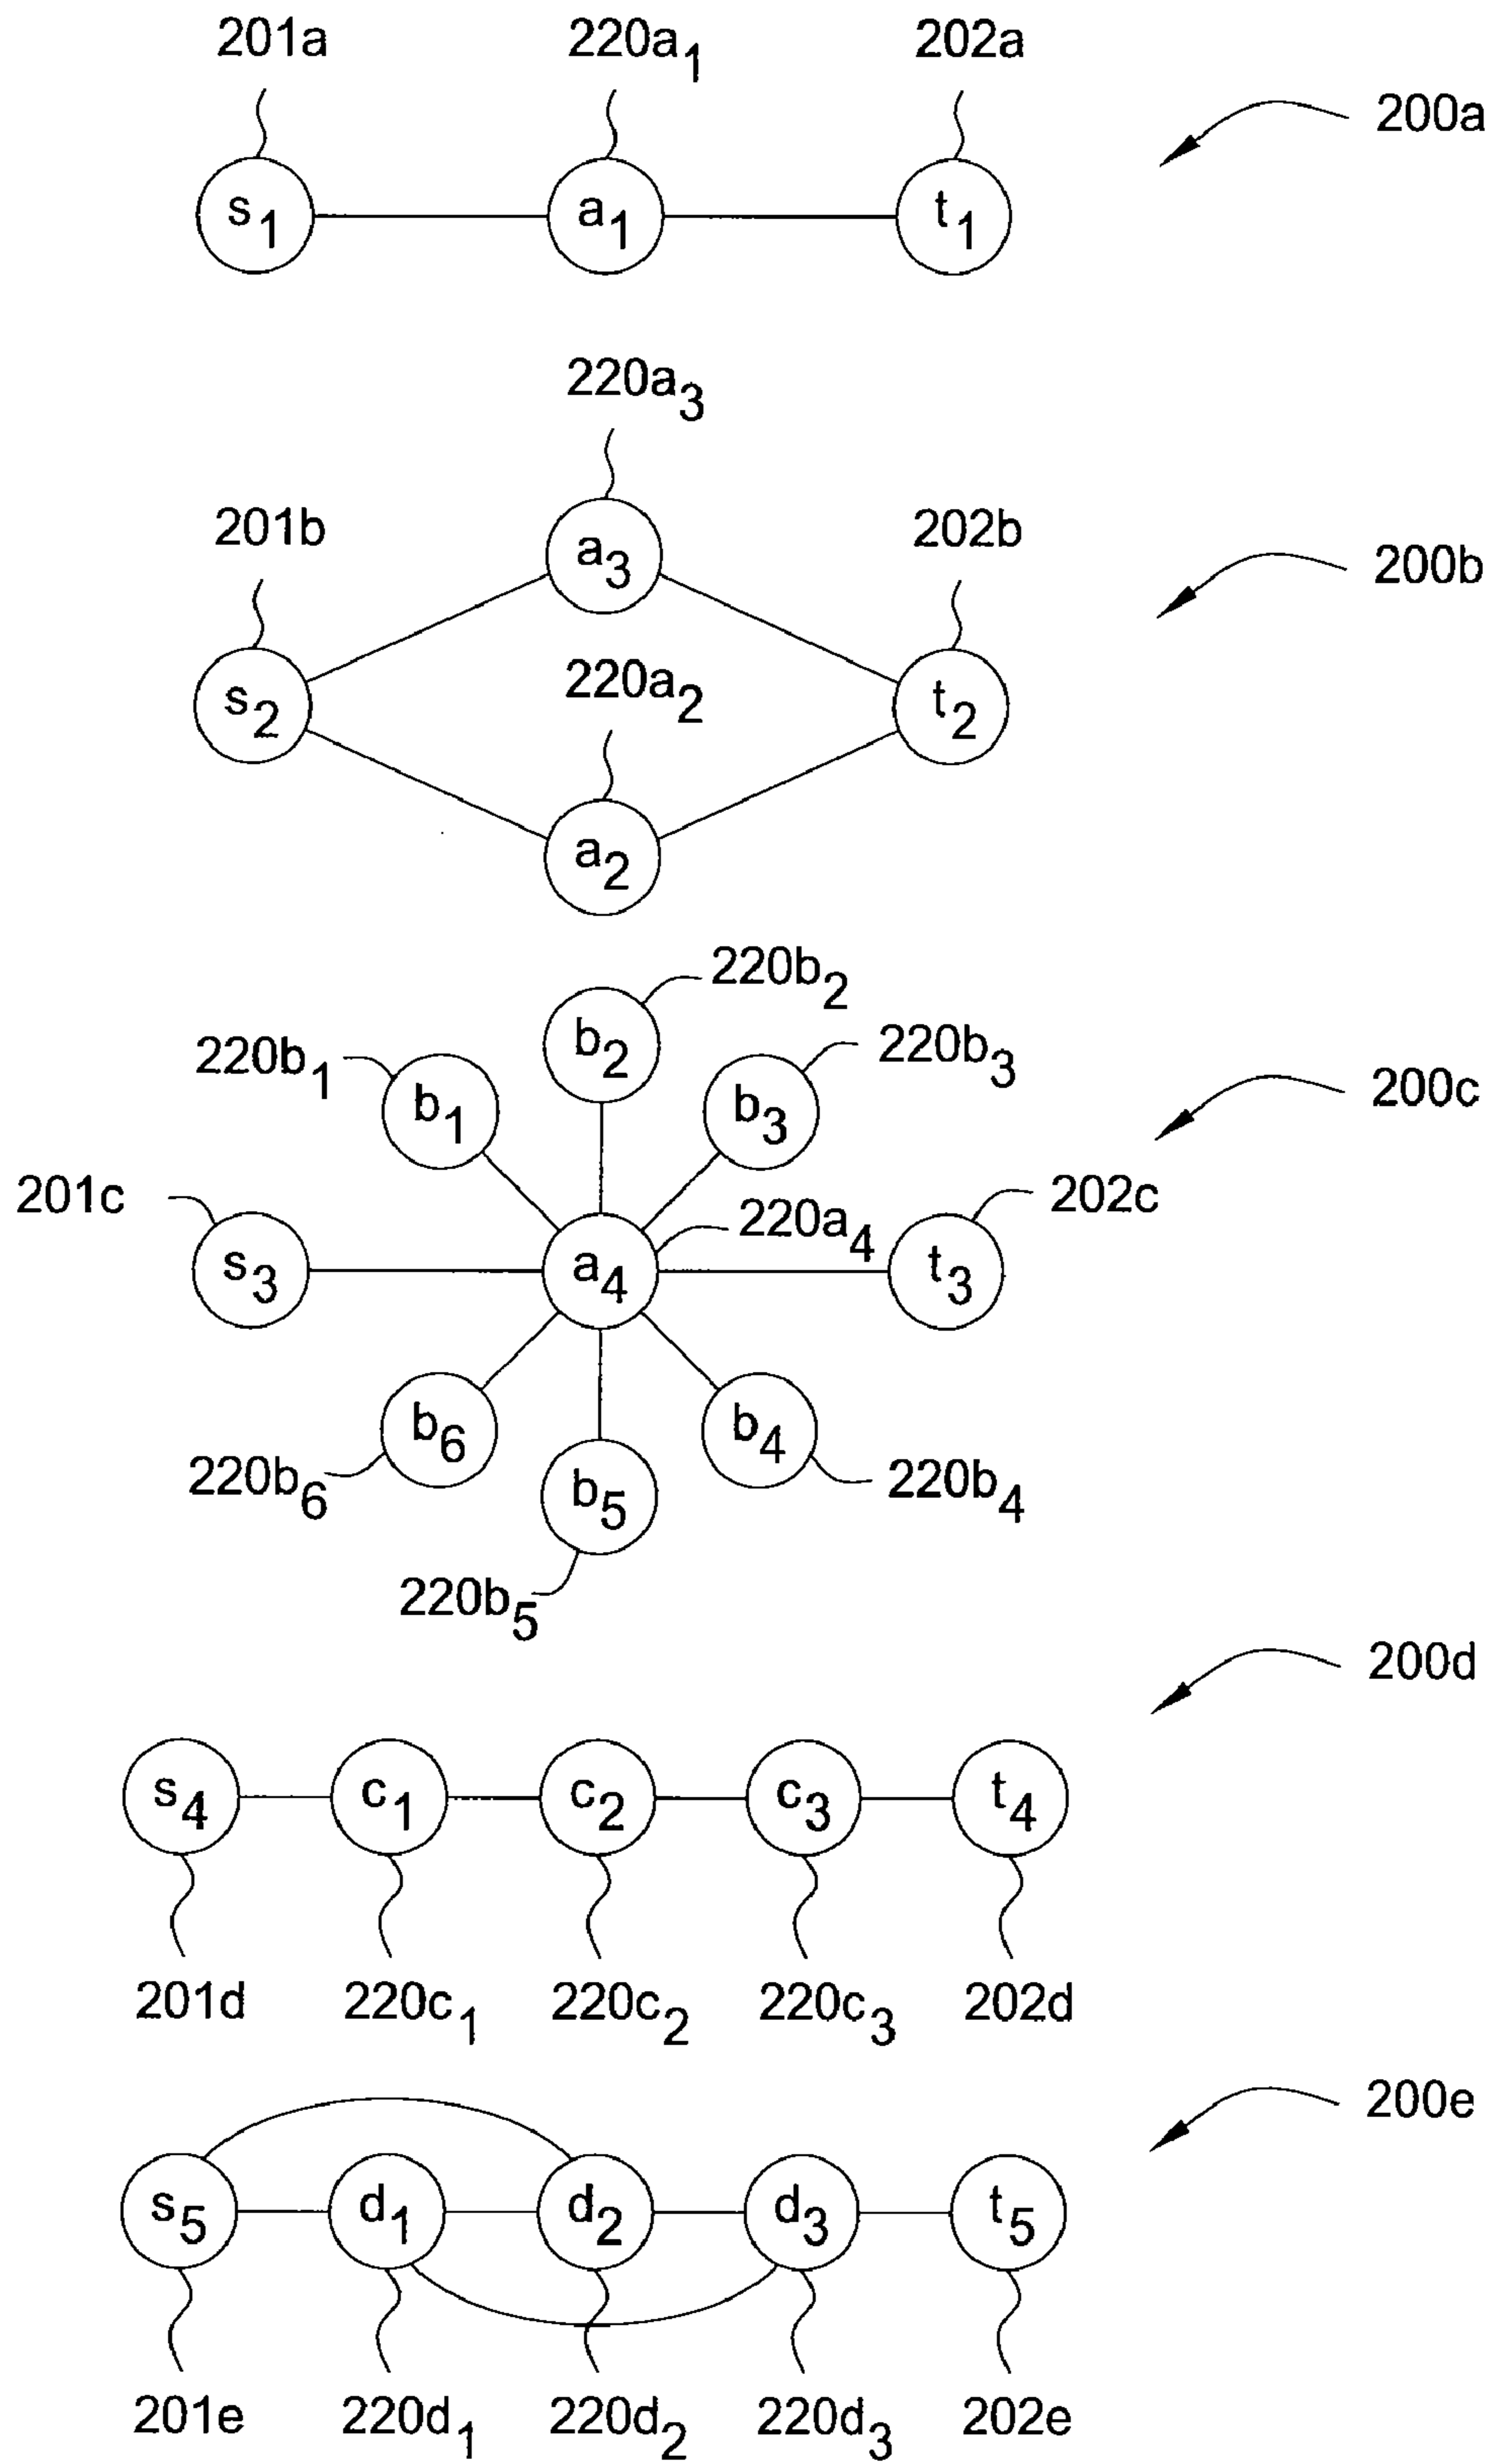 201a 220a₁ 202a
200a
s₁ a₁ t₁
220a₃
201b 202b
200b
a₃
220a₂
s₂ t₂
a₂
220b₂
220b₁ b₂ 220b₃
200c
b₁ b₃
201c 220a₄ 202c
s₃ a₄ t₃
b₆ b₄
220b₆ b₅ 220b₄
220b₅
200d
s₄ c₁ c₂ c₃ t₄
201d 220c₁ 220c₂ 220c₃ 202d
200e
s₅ d₁ d₂ d₃ t₅
201e 220d₁ 220d₂ 220d₃ 202e